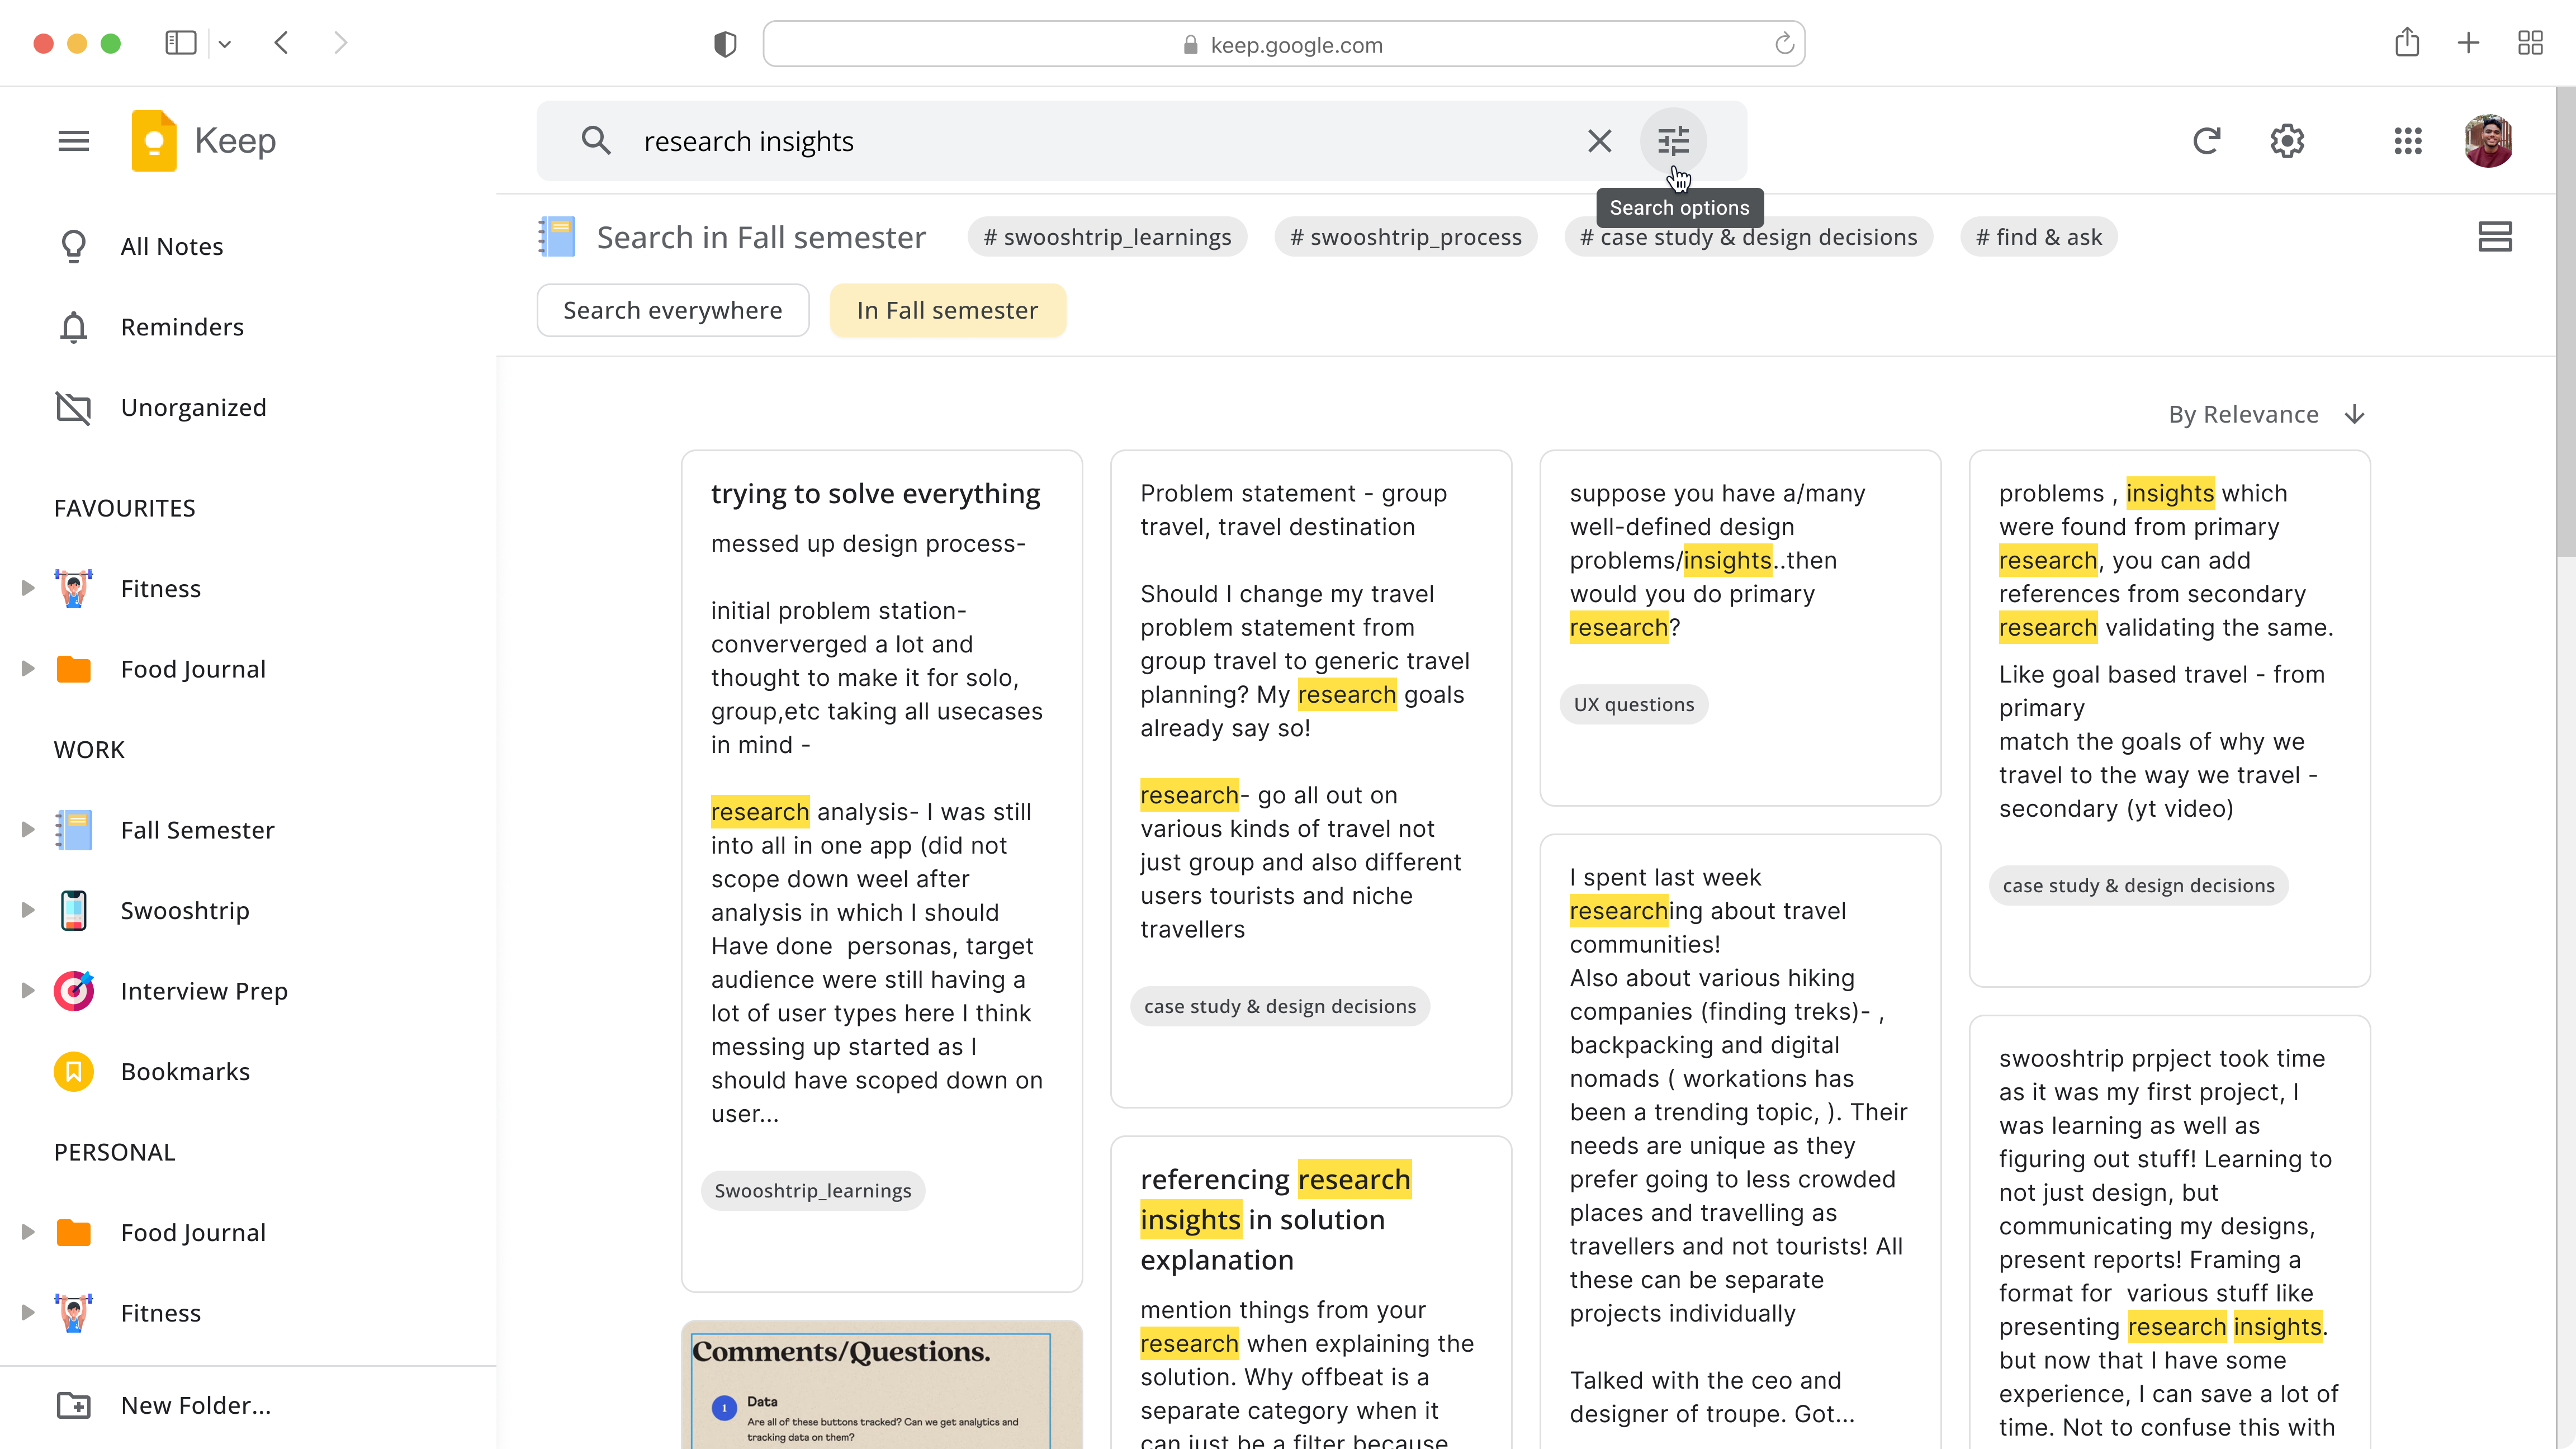 keep.google.com
Keep
research insights
Search options
Search in Fall semester
# swooshtrip_learnings
# swooshtrip_process
# case study & design decisions
# find & ask
Search everywhere
In Fall semester
All Notes
Reminders
Unorganized
FAVOURITES
Fitness
Food Journal
WORK
Fall Semester
Swooshtrip
Interview Prep
Bookmarks
PERSONAL
Food Journal
Fitness
New Folder...
By Relevance
trying to solve everything
messed up design process-
initial problem station-
convververged a lot and
thought to make it for solo,
group,etc taking all usecases
in mind -
research analysis- I was still
into all in one app (did not
scope down weel after
analysis in which I should
Have done  personas, target
audience were still having a
lot of user types here I think
messing up started as I
should have scoped down on
user...
Swooshtrip_learnings
Comments/Questions.
1
Data
Are all of these buttons tracked? Can we get analytics and
tracking data on them?
Problem statement - group
travel, travel destination
Should I change my travel
problem statement from
group travel to generic travel
planning? My research goals
already say so!
research- go all out on
various kinds of travel not
just group and also different
users tourists and niche
travellers
case study & design decisions
referencing research
insights in solution
explanation
mention things from your
research when explaining the
solution. Why offbeat is a
separate category when it
can just be a filter because
suppose you have a/many
well-defined design
problems/insights..then
would you do primary
research?
UX questions
I spent last week
researching about travel
communities!
Also about various hiking
companies (finding treks)- ,
backpacking and digital
nomads ( workations has
been a trending topic, ). Their
needs are unique as they
prefer going to less crowded
places and travelling as
travellers and not tourists! All
these can be separate
projects individually
Talked with the ceo and
designer of troupe. Got...
problems , insights which
were found from primary
research, you can add
references from secondary
research validating the same.
Like goal based travel - from
primary
match the goals of why we
travel to the way we travel -
secondary (yt video)
case study & design decisions
swooshtrip prpject took time
as it was my first project, I
was learning as well as
figuring out stuff! Learning to
not just design, but
communicating my designs,
present reports! Framing a
format for  various stuff like
presenting research insights.
but now that I have some
experience, I can save a lot of
time. Not to confuse this with